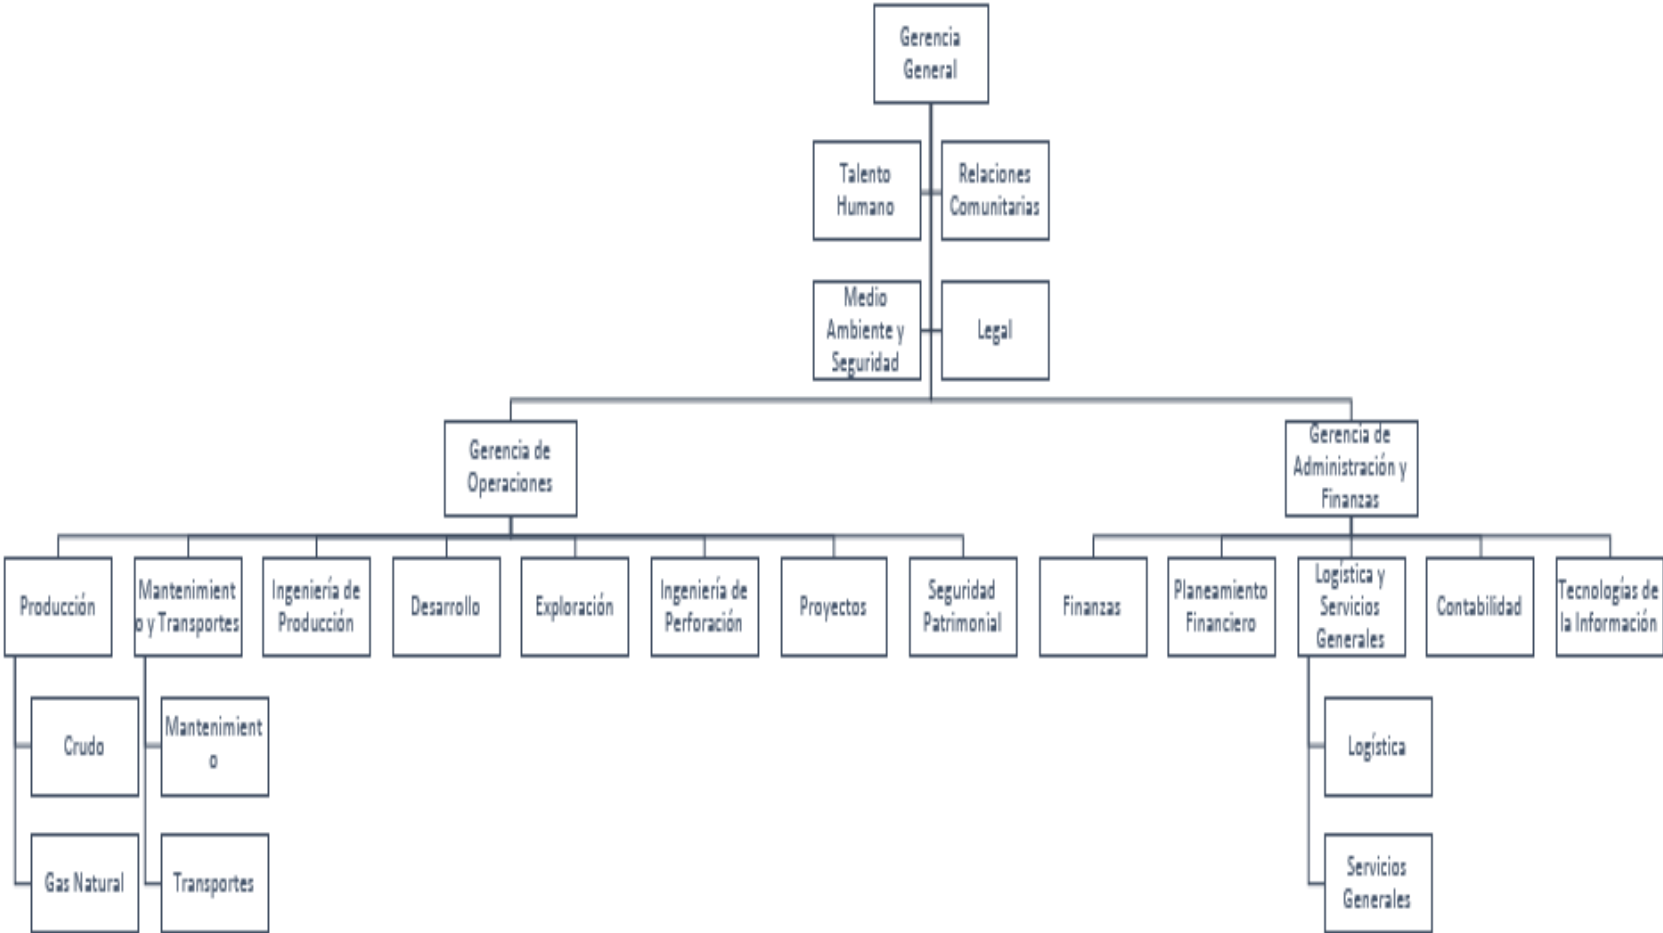 Gerencia
General
Talento
Humano
Relaciones
Comunitarias
Medio
Ambiente y
Seguridad
Legal
Gerencia de
Operaciones
Gerencia de
Administración y
Finanzas
Producción
Mantenimient
o y Transportes
Ingeniería de
Producción
Desarrollo
Exploración
Ingeniería de
Perforación
Proyectos
Seguridad
Patrimonial
Finanzas
Planeamiento
Financiero
Logística y
Servicios
Generales
Contabilidad
Tecnologías de
la Información
Crudo
Mantenimient
o
Logística
Gas Natural
Transportes
Servicios
Generales